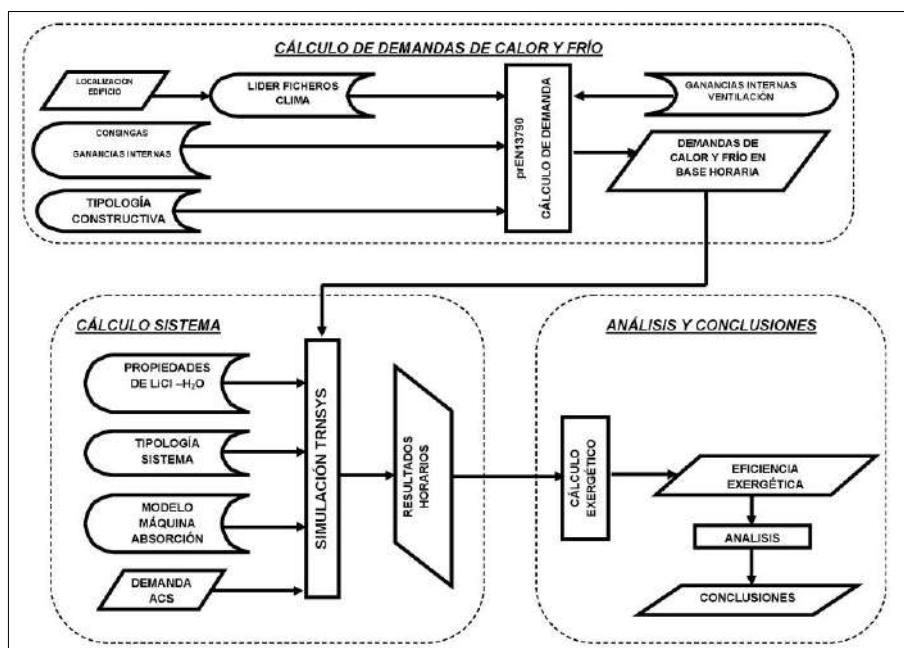 CÁLCULO DE DEMANDAS DE CALOR Y FRÍO
LOCALIZACIÓN
EDIFICIO
LIDER FICHEROS
CLIMA
CONSINGAS
GANANCIAS INTERNAS
TIPOLOGÍA
CONSTRUCTIVA
prEN13790
CÁLCULO DE DEMANDA
GANANCIAS INTERNAS
VENTILACIÓN
DEMANDAS DE
CALOR Y FRÍO EN
BASE HORARIA
CÁLCULO SISTEMA
PROPIEDADES
DE LICI –H₂O
TIPOLOGÍA
SISTEMA
MODELO
MÁQUINA
ABSORCIÓN
DEMANDA
ACS
SIMULACIÓN TRNSYS
RESULTADOS
HORARIOS
ANÁLISIS Y CONCLUSIONES
CÁLCULO
EXERGÉTICO
EFICIENCIA
EXERGÉTICA
ANALISIS
CONCLUSIONES